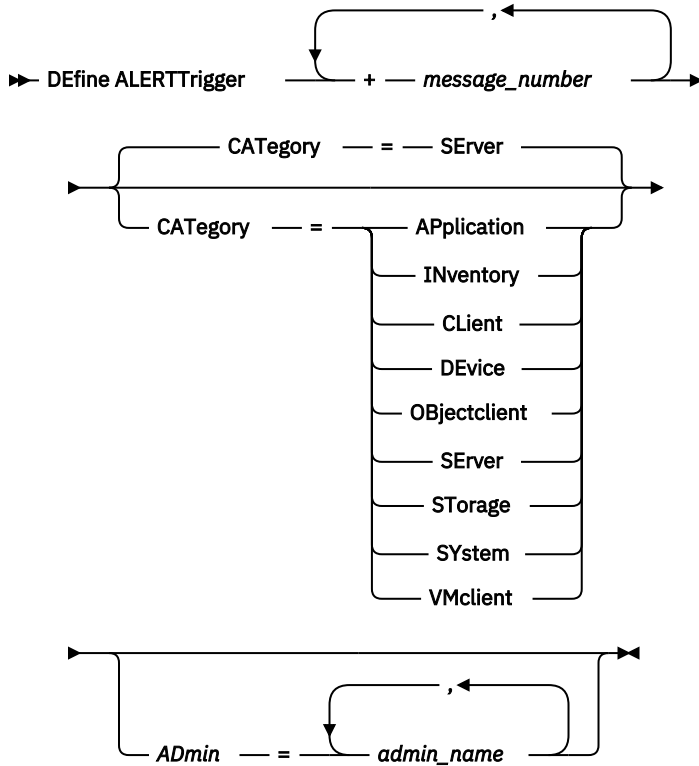 ,
DEfine ALERTTrigger + message_number
CATegory = SErver
CATegory = APplication
INventory
CLient
DEvice
OBjectclient
SErver
STorage
SYstem
VMclient
,
ADmin = admin_name